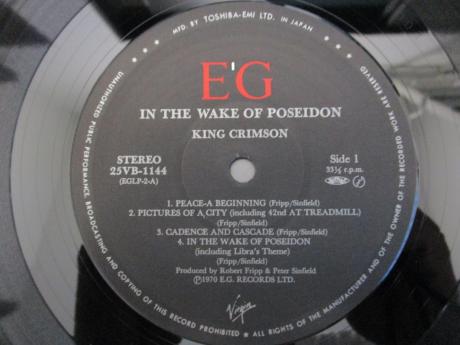 MFD. BY TOSHIBA-EMI LTD. IN JAPAN
ALL RIGHTS OF THE MANUFACTURER AND OF THE OWNER OF THE RECORDED WORK ARE RESERVED
UNAUTHORIZED PUBLIC PERFORMANCE, BROADCASTING AND COPYING OF THIS RECORD PROHIBITED
E'G
IN THE WAKE OF POSEIDON
KING CRIMSON
STEREO
25VB-1144
(EGLP-2-A)
Side 1
33⅓ r.p.m.
1. PEACE-A BEGINNING (Fripp/Sinfield)
2. PICTURES OF A CITY (including 42nd AT TREADMILL)
(Fripp/Sinfield)
3. CADENCE AND CASCADE (Fripp/Sinfield)
4. IN THE WAKE OF POSEIDON
(including Libra's Theme)
(Fripp/Sinfield)
Produced by Robert Fripp & Peter Sinfield
Ⓟ1970 E.G. RECORDS LTD.
Virgin